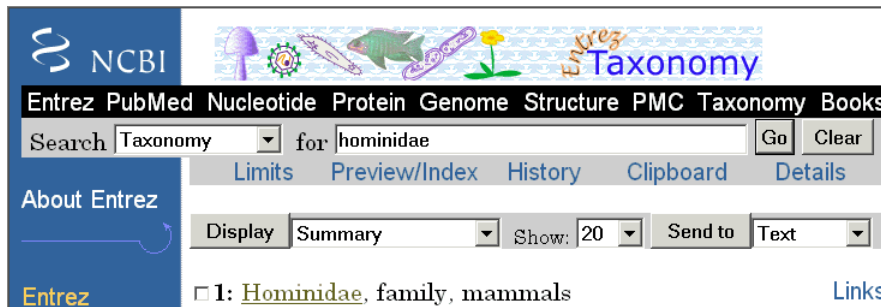 NCBI
Entrez Taxonomy
Entrez PubMed Nucleotide Protein Genome Structure PMC Taxonomy Books
Search Taxonomy for hominidae Go Clear
Limits Preview/Index History Clipboard Details
About Entrez
Display Summary Show: 20 Send to Text
Entrez
1: Hominidae, family, mammals Links